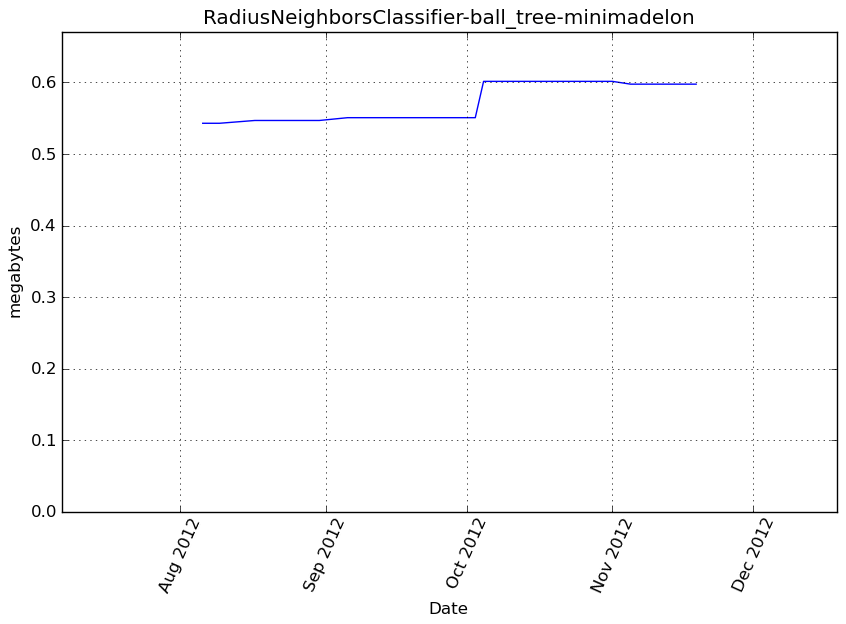 RadiusNeighborsClassifier-ball_tree-minimadelon
0.6
0.5
0.4
0.3
0.2
0.1
0.0
megabytes
Aug 2012
Sep 2012
Oct 2012
Nov 2012
Dec 2012
Date